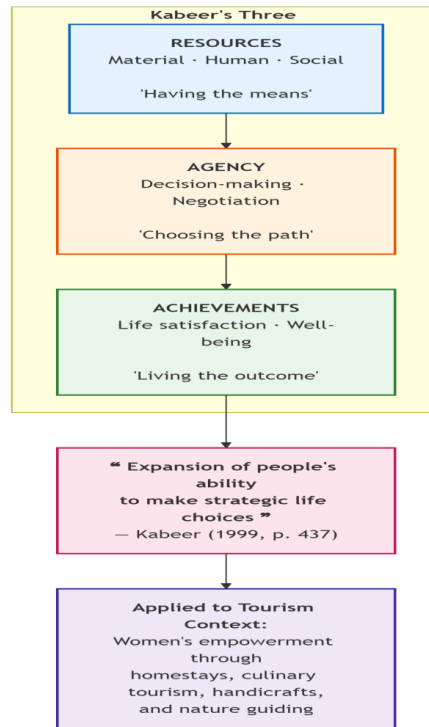 Kabeer's Three
RESOURCES
Material · Human · Social
'Having the means'
AGENCY
Decision-making ·
Negotiation
'Choosing the path'
ACHIEVEMENTS
Life satisfaction · Well-
being
'Living the outcome'
❝ Expansion of people's
ability
to make strategic life
choices ❞
— Kabeer (1999, p. 437)
Applied to Tourism
Context:
Women's empowerment
through
homestays, culinary
tourism, handicrafts,
and nature guiding